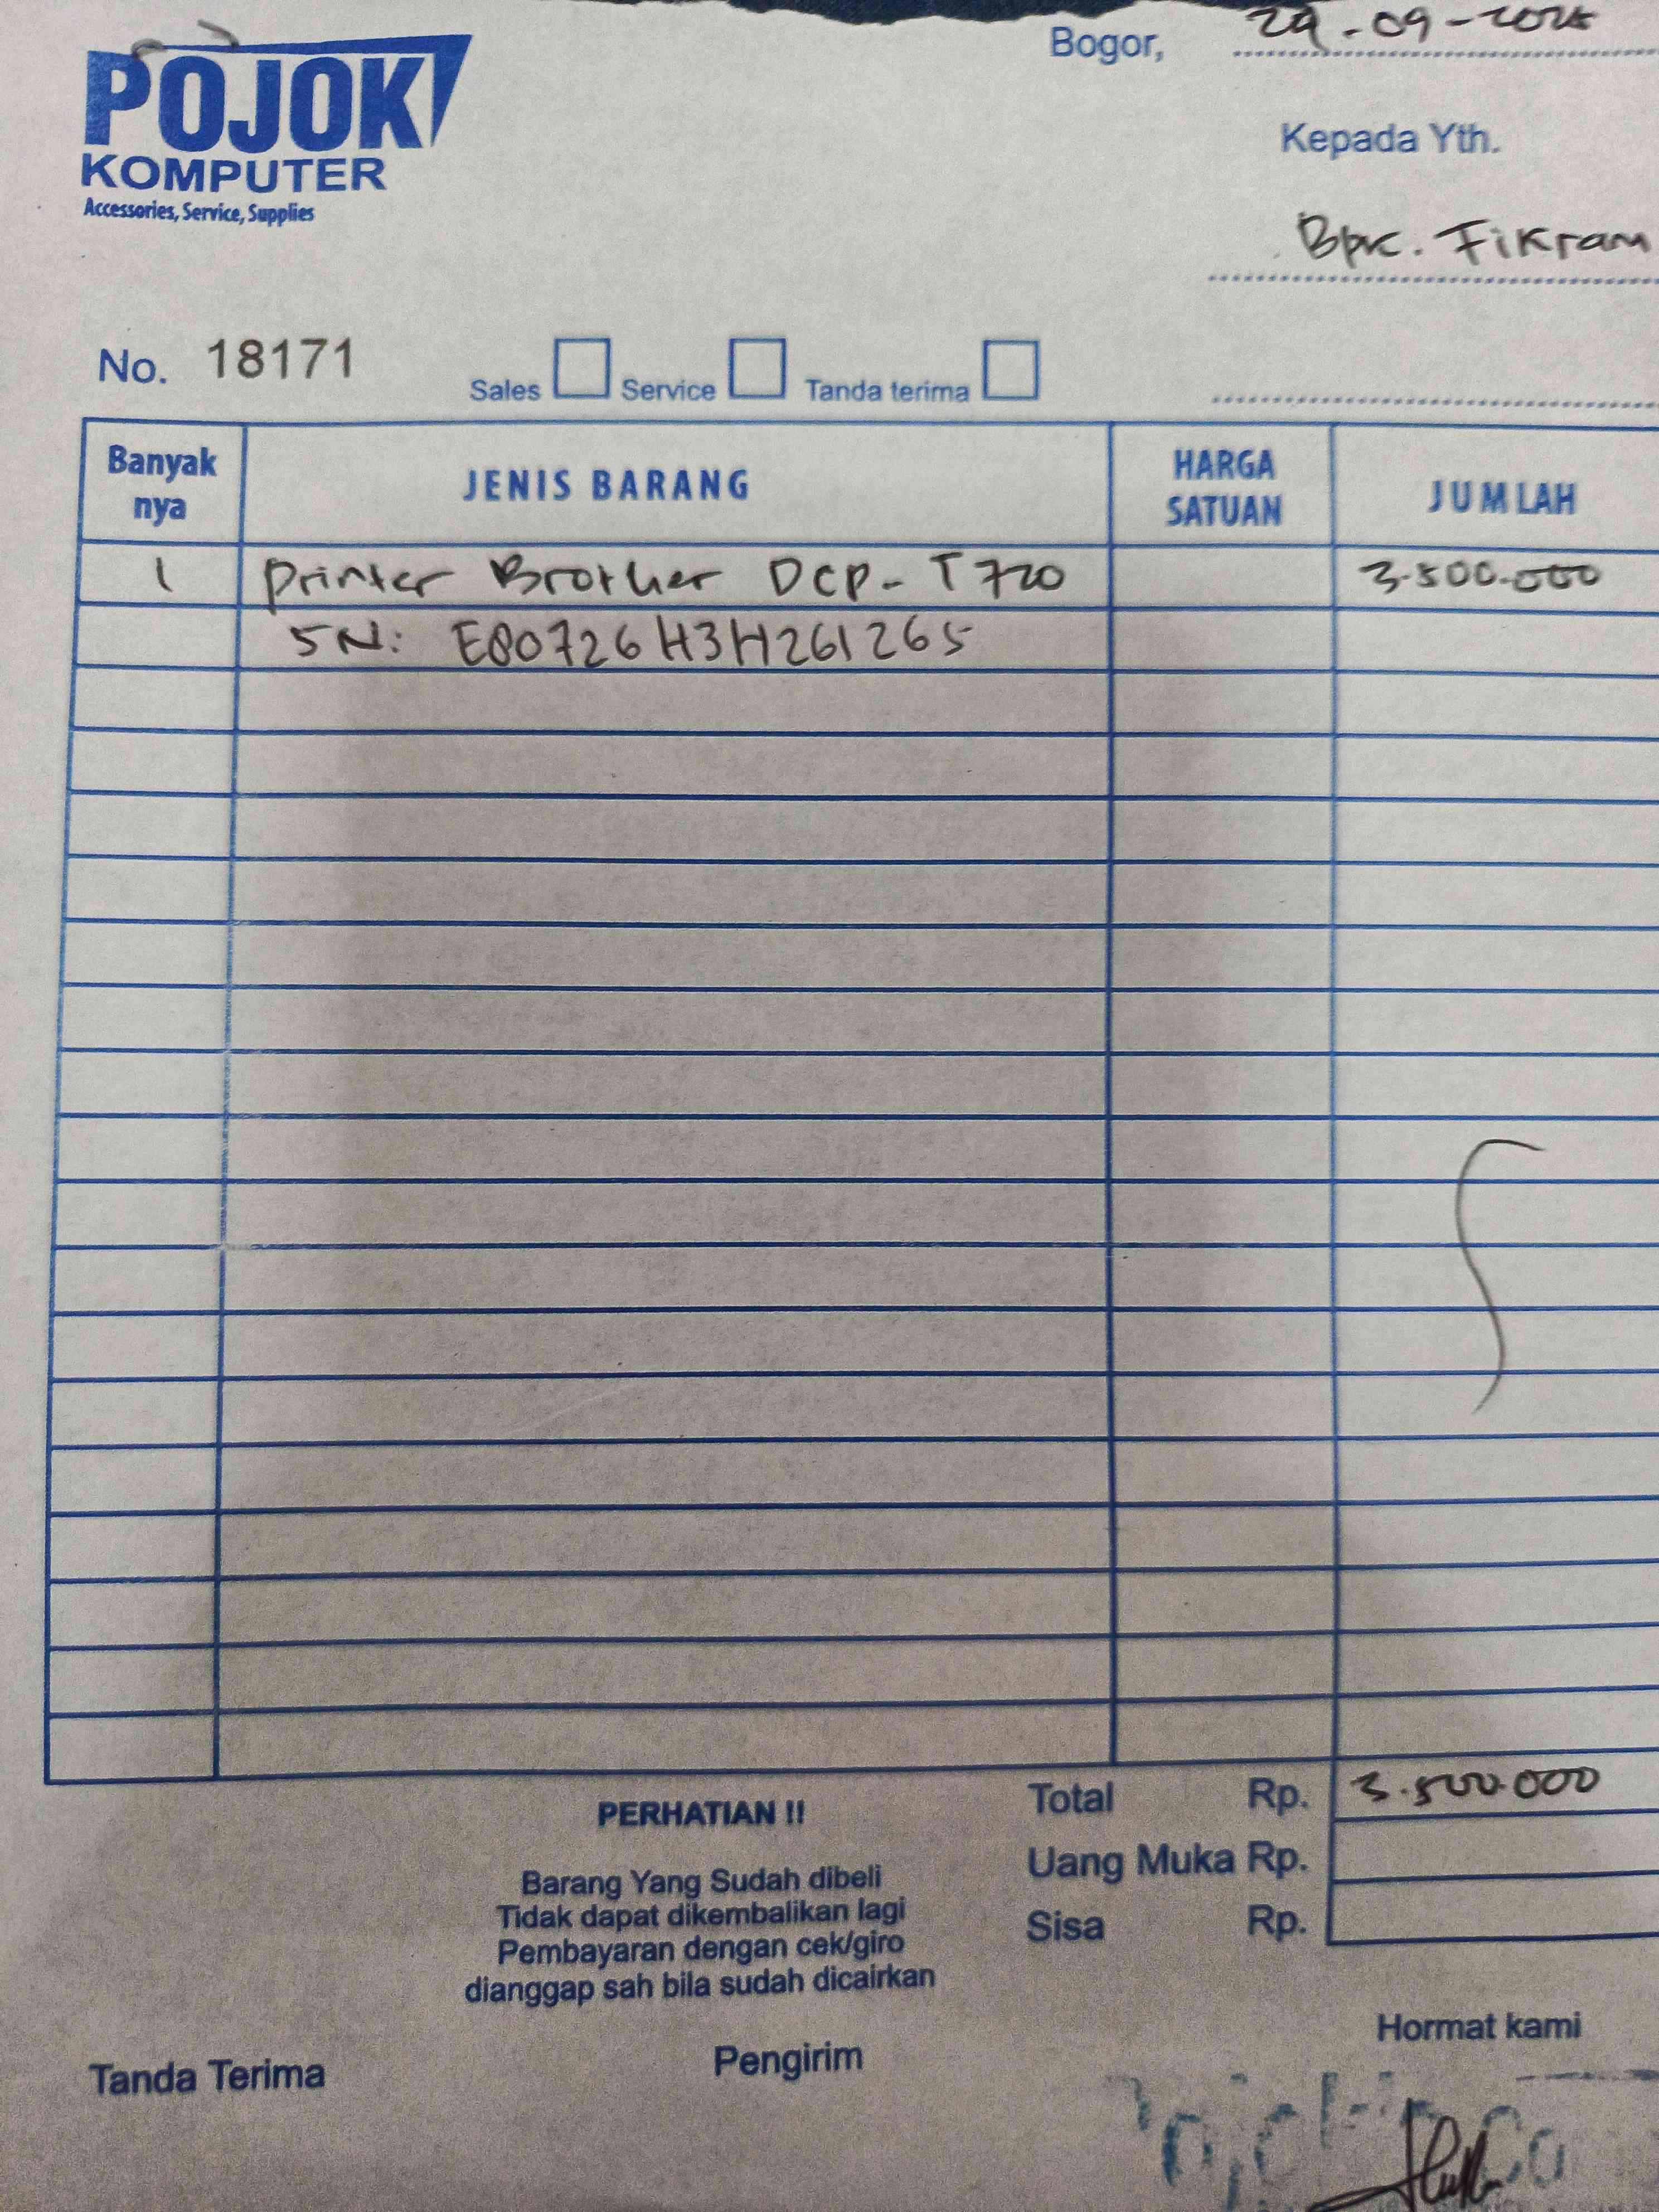 Bogor, 29-09-2025
POJOK
KOMPUTER
Accessories, Service, Supplies
Kepada Yth.
Bpk. Fikram
No. 18171
Sales Service Tanda terima
Banyak nya JENIS BARANG HARGA SATUAN JUMLAH
1 Printer Brother DCP-T720 3.500.000
SN: E80726H3H261265
Total Rp. 3.500.000
Uang Muka Rp.
Sisa Rp.
PERHATIAN !!
Barang Yang Sudah dibeli
Tidak dapat dikembalikan lagi
Pembayaran dengan cek/giro
dianggap sah bila sudah dicairkan
Tanda Terima Pengirim Hormat kami